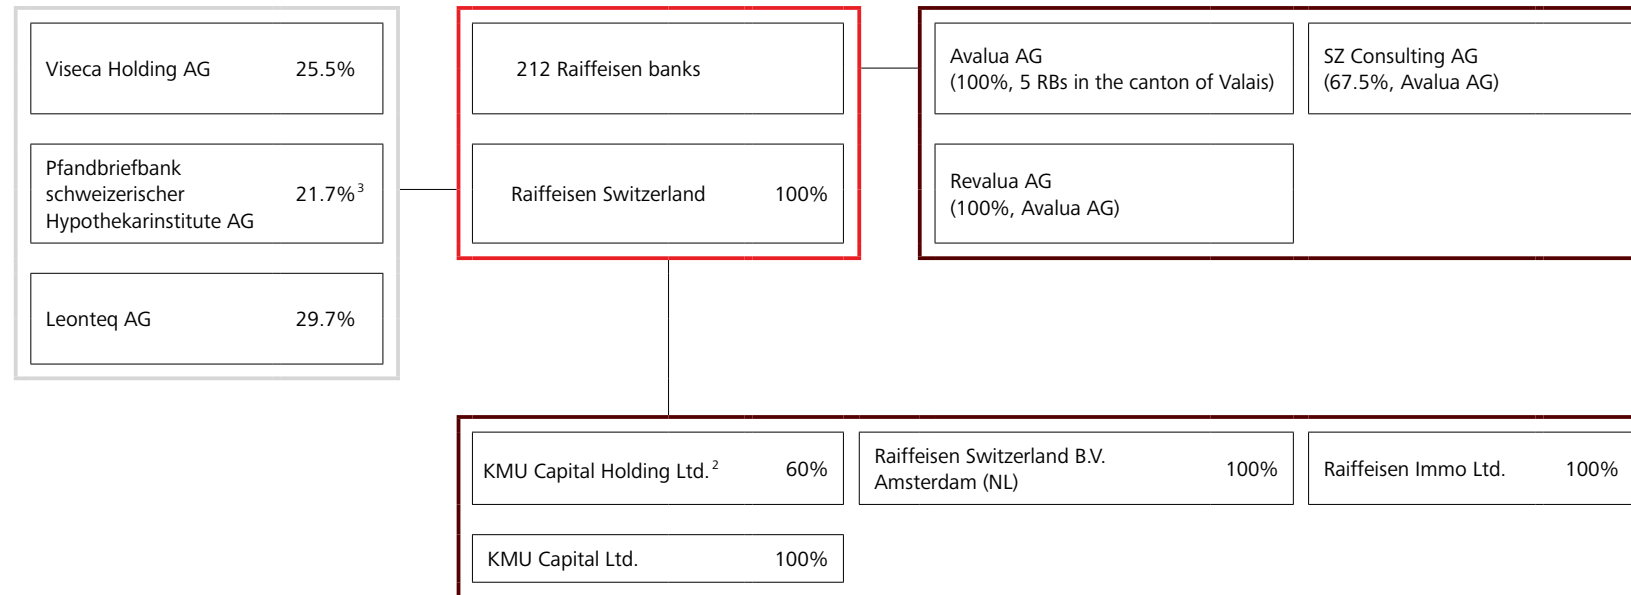 Viseca Holding AG 25.5%
Pfandbriefbank
schweizerischer 21.7%³
Hypothekarinstitute AG
Leonteq AG 29.7%
212 Raiffeisen banks
Raiffeisen Switzerland 100%
Avalua AG
(100%, 5 RBs in the canton of Valais)
SZ Consulting AG
(67.5%, Avalua AG)
Revalua AG
(100%, Avalua AG)
KMU Capital Holding Ltd.² 60%
Raiffeisen Switzerland B.V. 100%
Amsterdam (NL)
Raiffeisen Immo Ltd. 100%
KMU Capital Ltd. 100%